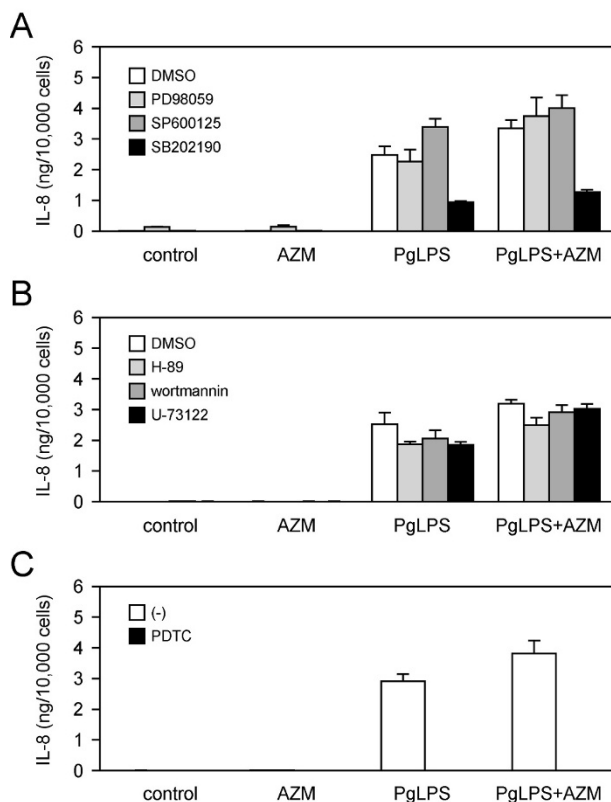 A
IL-8 (ng/10,000 cells)
6
5
4
3
2
1
0
DMSO
PD98059
SP600125
SB202190
control AZM PgLPS PgLPS+AZM
B
IL-8 (ng/10,000 cells)
6
5
4
3
2
1
0
DMSO
H-89
wortmannin
U-73122
control AZM PgLPS PgLPS+AZM
C
IL-8 (ng/10,000 cells)
6
5
4
3
2
1
0
(-)
PDTC
control AZM PgLPS PgLPS+AZM